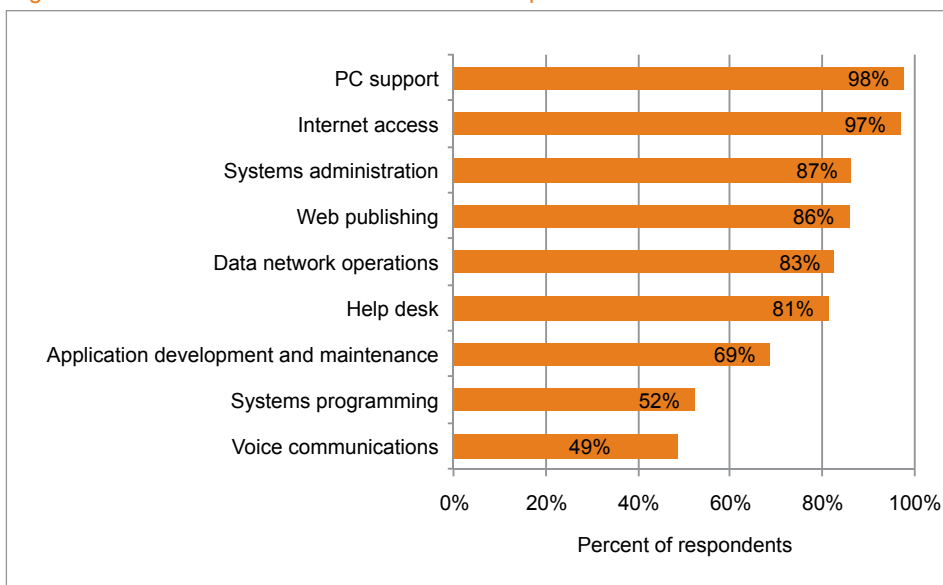 PC support 98%
Internet access 97%
Systems administration 87%
Web publishing 86%
Data network operations 83%
Help desk 81%
Application development and maintenance 69%
Systems programming 52%
Voice communications 49%
0% 20% 40% 60% 80% 100%
Percent of respondents